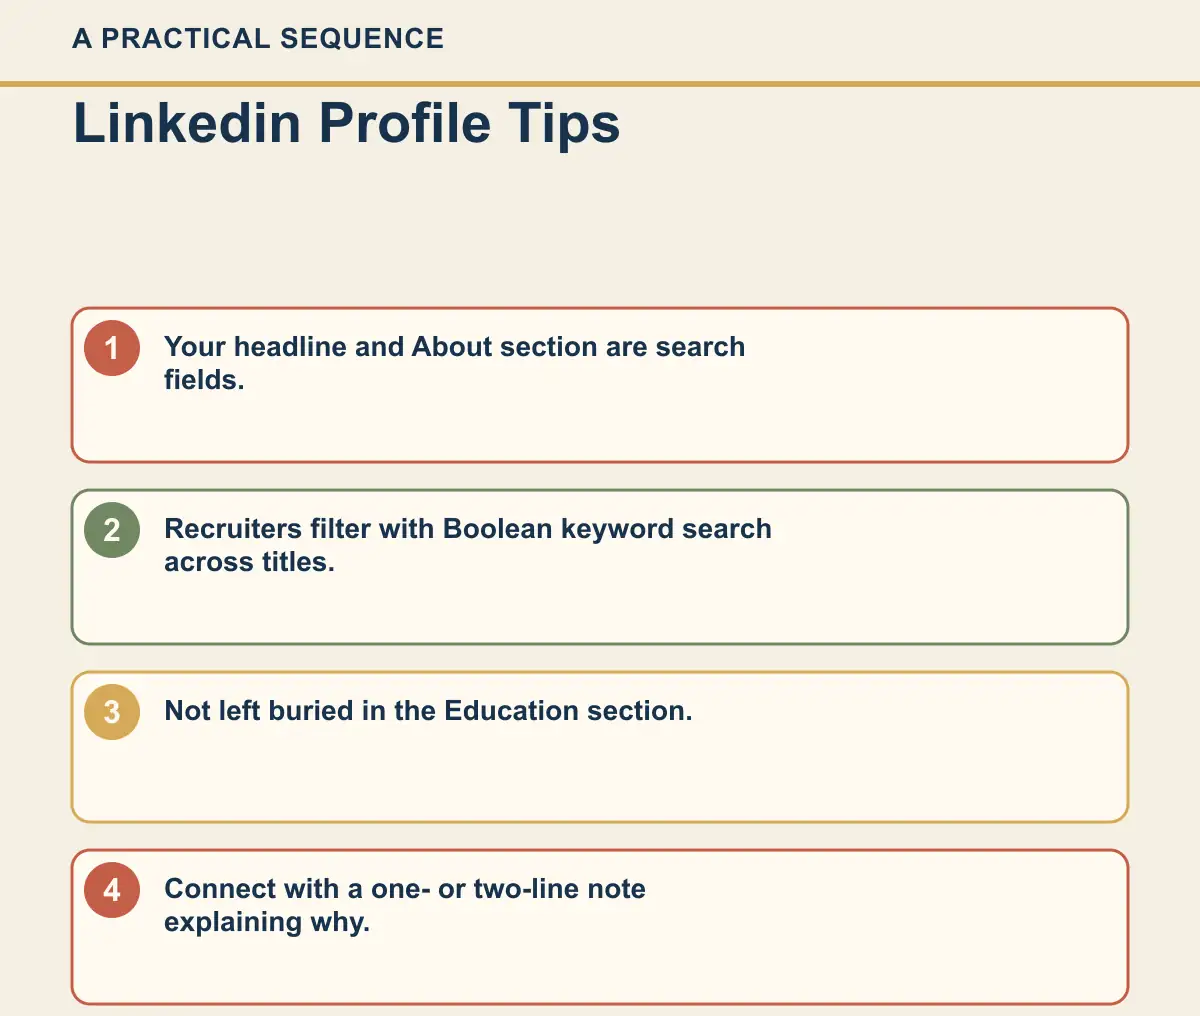 A PRACTICAL SEQUENCE
Linkedin Profile Tips
1
Your headline and About section are search
fields.
2
Recruiters filter with Boolean keyword search
across titles.
3
Not left buried in the Education section.
4
Connect with a one- or two-line note
explaining why.